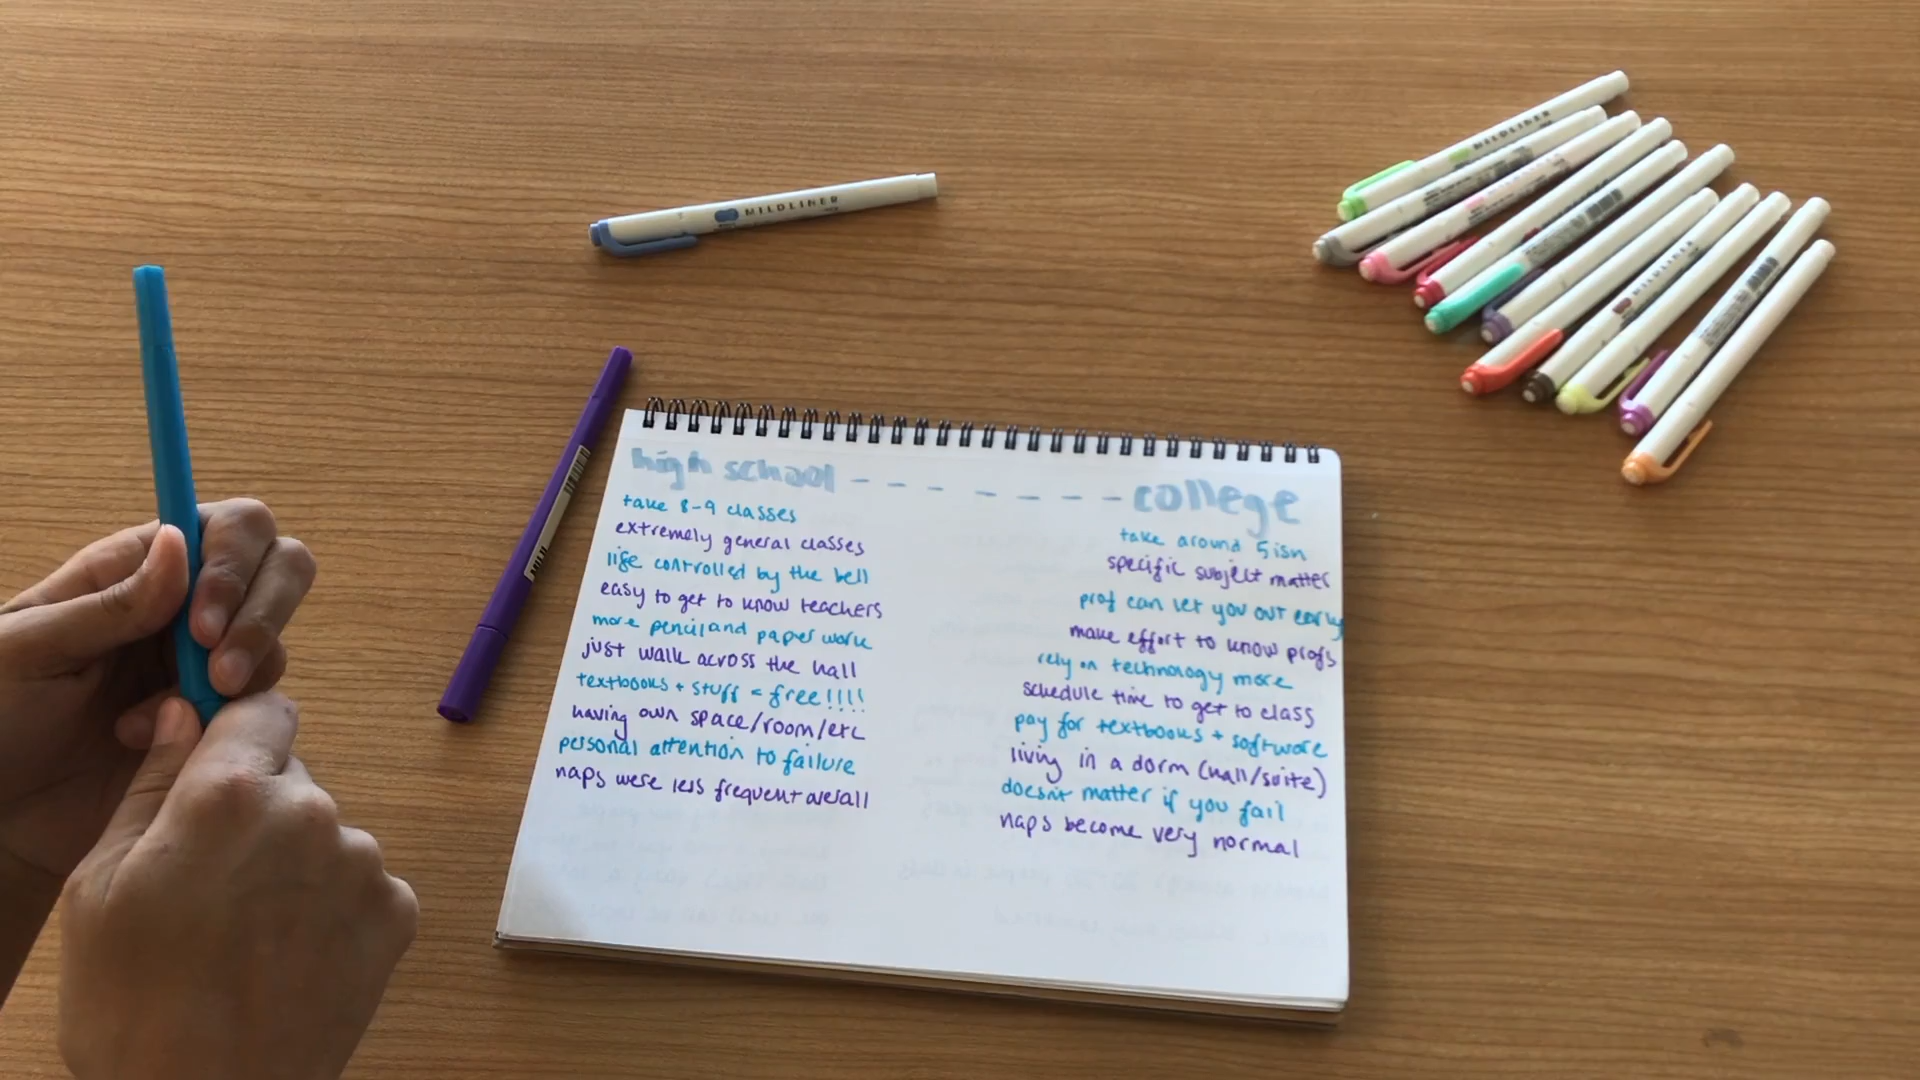 MILDLINER
MILDLINER
MILDLINER
high school - - - - - - - college
take 8-9 classes
extremely general classes
life controlled by the bell
easy to get to know teachers
more pencil and paper work
just walk across the hall
textbooks + stuff = free!!!!
having own space/room/etc
personal attention to failure
naps were less frequent overall
take around 5ish
specific subject matter
prof can let you out early
make effort to know profs
rely on technology more
schedule time to get to class
pay for textbooks + software
living in a dorm (hall/suite)
doesn't matter if you fail
naps become very normal